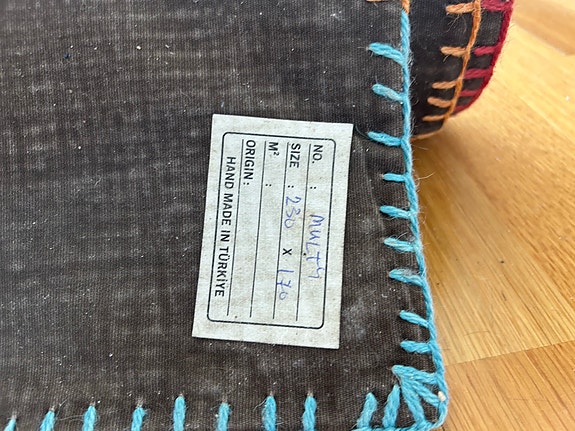 NO. : MULTY
SIZE : 230 X 170
M² :
ORIGIN :
HAND MADE IN TÜRKİYE